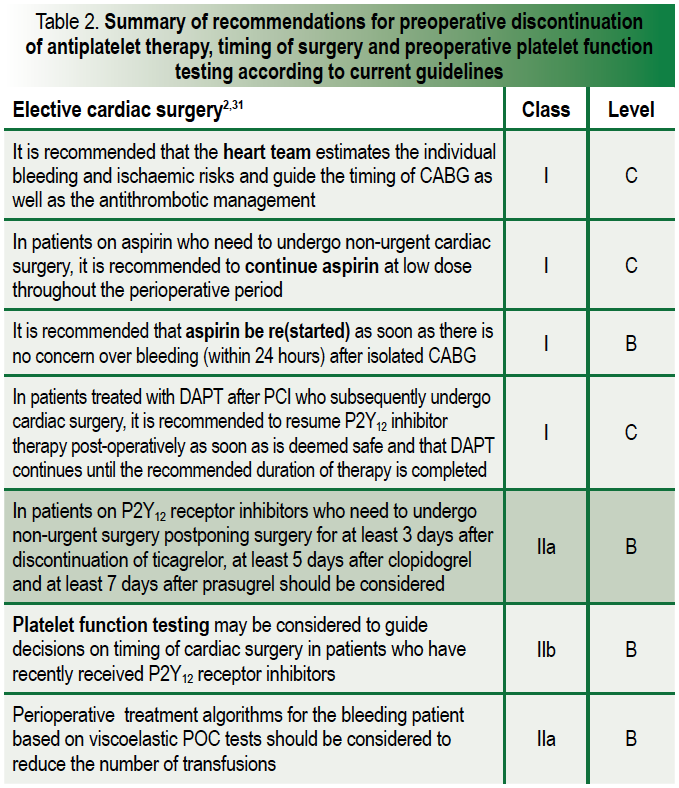 Table 2. Summary of recommendations for preoperative discontinuation
of antiplatelet therapy, timing of surgery and preoperative platelet function
testing according to current guidelines
Elective cardiac surgery2,31 Class Level
It is recommended that the heart team estimates the individual
bleeding and ischaemic risks and guide the timing of CABG as
well as the antithrombotic management
I C
In patients on aspirin who need to undergo non-urgent cardiac
surgery, it is recommended to continue aspirin at low dose
throughout the perioperative period
I C
It is recommended that aspirin be re(started) as soon as there is
no concern over bleeding (within 24 hours) after isolated CABG
I B
In patients treated with DAPT after PCI who subsequently undergo
cardiac surgery, it is recommended to resume P2Y12 inhibitor
therapy post-operatively as soon as is deemed safe and that DAPT
continues until the recommended duration of therapy is completed
I C
In patients on P2Y12 receptor inhibitors who need to undergo
non-urgent surgery postponing surgery for at least 3 days after
discontinuation of ticagrelor, at least 5 days after clopidogrel
and at least 7 days after prasugrel should be considered
IIa B
Platelet function testing may be considered to guide
decisions on timing of cardiac surgery in patients who have
recently received P2Y12 receptor inhibitors
IIb B
Perioperative treatment algorithms for the bleeding patient
based on viscoelastic POC tests should be considered to
reduce the number of transfusions
IIa B